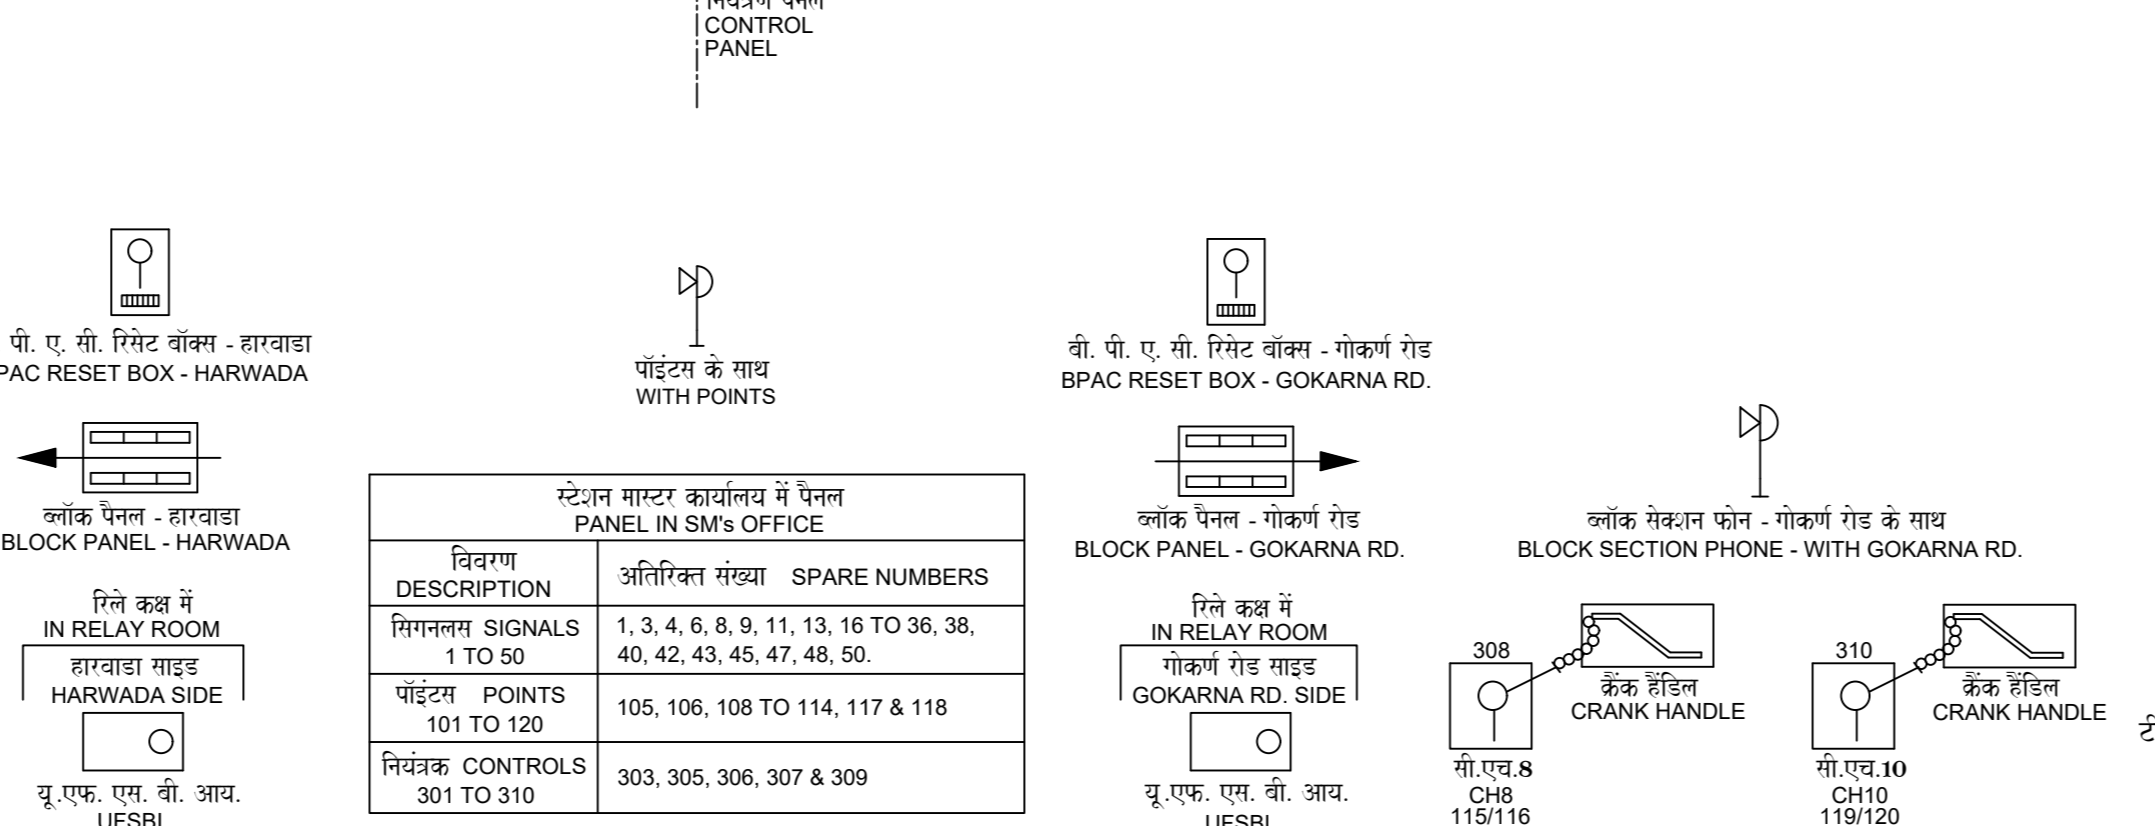 नियंत्रण पैनल
CONTROL
PANEL
पी. ए. सी. रिसेट बॉक्स - हारवाडा
PAC RESET BOX - HARWADA
पॉइंटस के साथ
WITH POINTS
बी. पी. ए. सी. रिसेट बॉक्स - गोकर्ण रोड
BPAC RESET BOX - GOKARNA RD.
ब्लॉक पैनल - हारवाडा
BLOCK PANEL - HARWADA
स्टेशन मास्टर कार्यालय में पैनल
PANEL IN SM's OFFICE
विवरण
DESCRIPTION
अतिरिक्त संख्या SPARE NUMBERS
सिगनलस SIGNALS
1 TO 50
1, 3, 4, 6, 8, 9, 11, 13, 16 TO 36, 38,
40, 42, 43, 45, 47, 48, 50.
पॉइंटस POINTS
101 TO 120
105, 106, 108 TO 114, 117 & 118
नियंत्रक CONTROLS
301 TO 310
303, 305, 306, 307 & 309
ब्लॉक पैनल - गोकर्ण रोड
BLOCK PANEL - GOKARNA RD.
ब्लॉक सेक्शन फोन - गोकर्ण रोड के साथ
BLOCK SECTION PHONE - WITH GOKARNA RD.
रिले कक्ष में
IN RELAY ROOM
हारवाडा साइड
HARWADA SIDE
यू.एफ. एस. बी. आय.
UFSBI
रिले कक्ष में
IN RELAY ROOM
गोकर्ण रोड साइड
GOKARNA RD. SIDE
यू.एफ. एस. बी. आय.
UFSBI
308
क्रैंक हैंडिल
CRANK HANDLE
सी.एच.8
CH8
115/116
310
क्रैंक हैंडिल
CRANK HANDLE
सी.एच.10
CH10
119/120